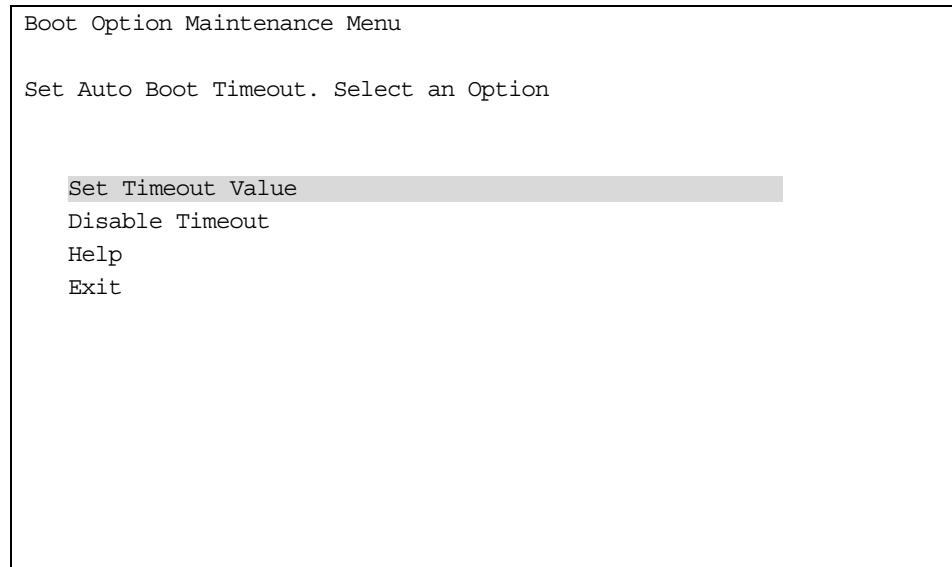 Boot Option Maintenance Menu
Set Auto Boot Timeout. Select an Option
Set Timeout Value
Disable Timeout
Help
Exit